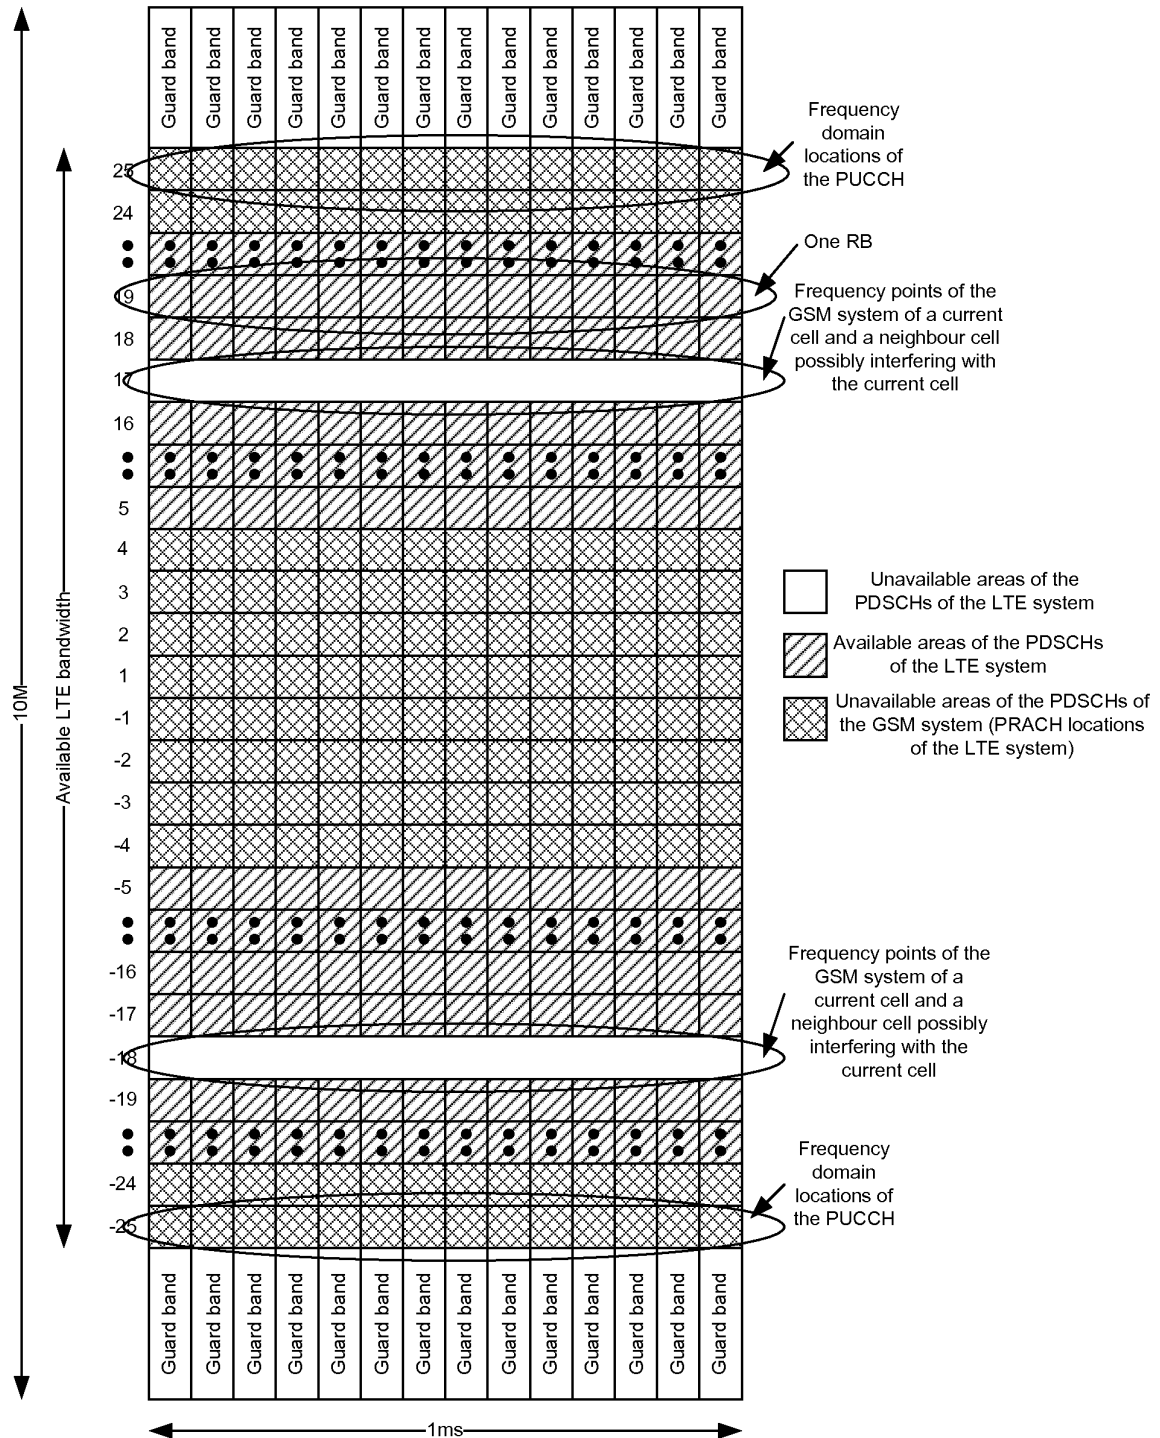 Guard band Guard band Guard band Guard band Guard band Guard band Guard band Guard band Guard band Guard band Guard band Guard band Guard band Guard band
Frequency
domain
locations of
the PUCCH
25
24
One RB
19
Frequency points of the
GSM system of a current
cell and a neighbour cell
possibly interfering with
the current cell
18
17
16
5
4
3
2
1
-1
-2
-3
-4
-5
-16
-17
-18
-19
-24
-25
10M
Available LTE bandwidth
Unavailable areas of the
PDSCHs of the LTE system
Available areas of the PDSCHs
of the LTE system
Unavailable areas of the PDSCHs of
the GSM system (PRACH locations
of the LTE system)
Frequency points of the
GSM system of a
current cell and a
neighbour cell possibly
interfering with the
current cell
Frequency
domain
locations of
the PUCCH
Guard band Guard band Guard band Guard band Guard band Guard band Guard band Guard band Guard band Guard band Guard band Guard band Guard band Guard band
1ms